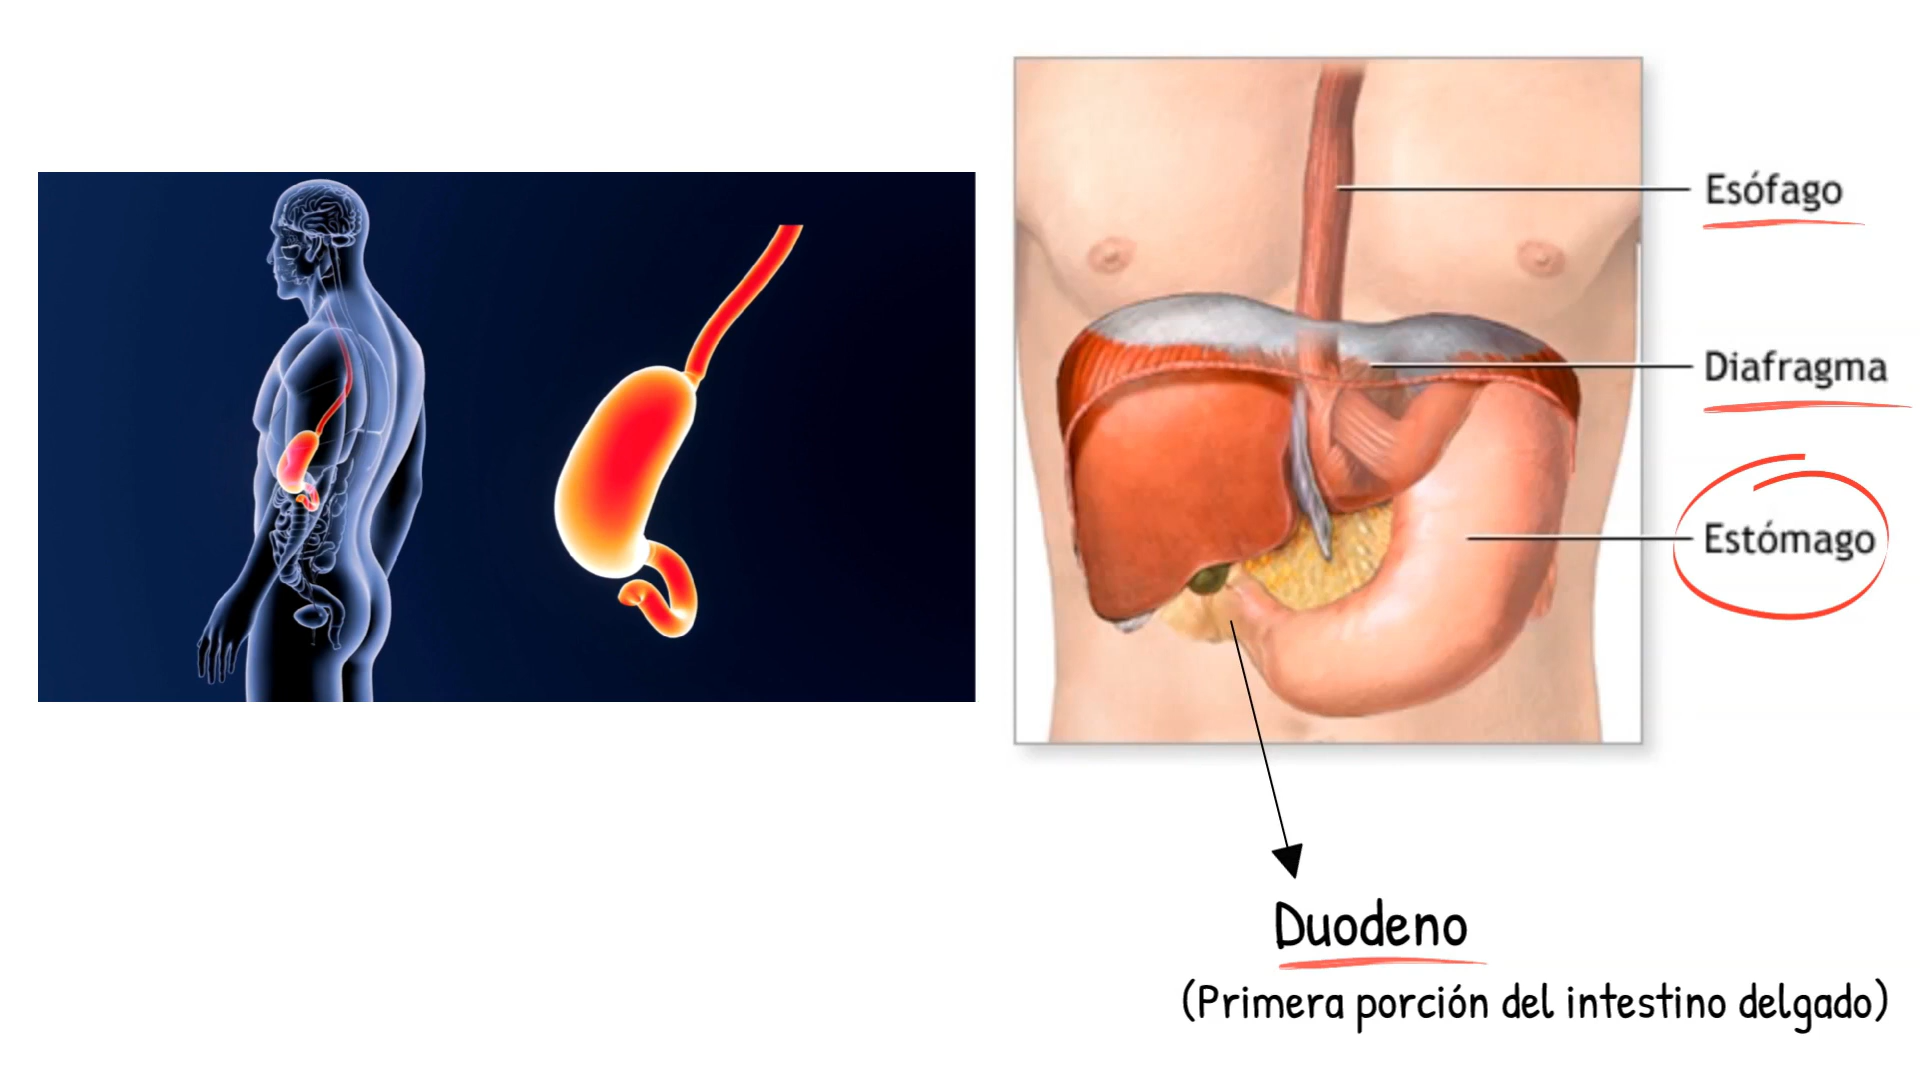 Esófago
Diafragma
Estómago
Duodeno
(Primera porción del intestino delgado)